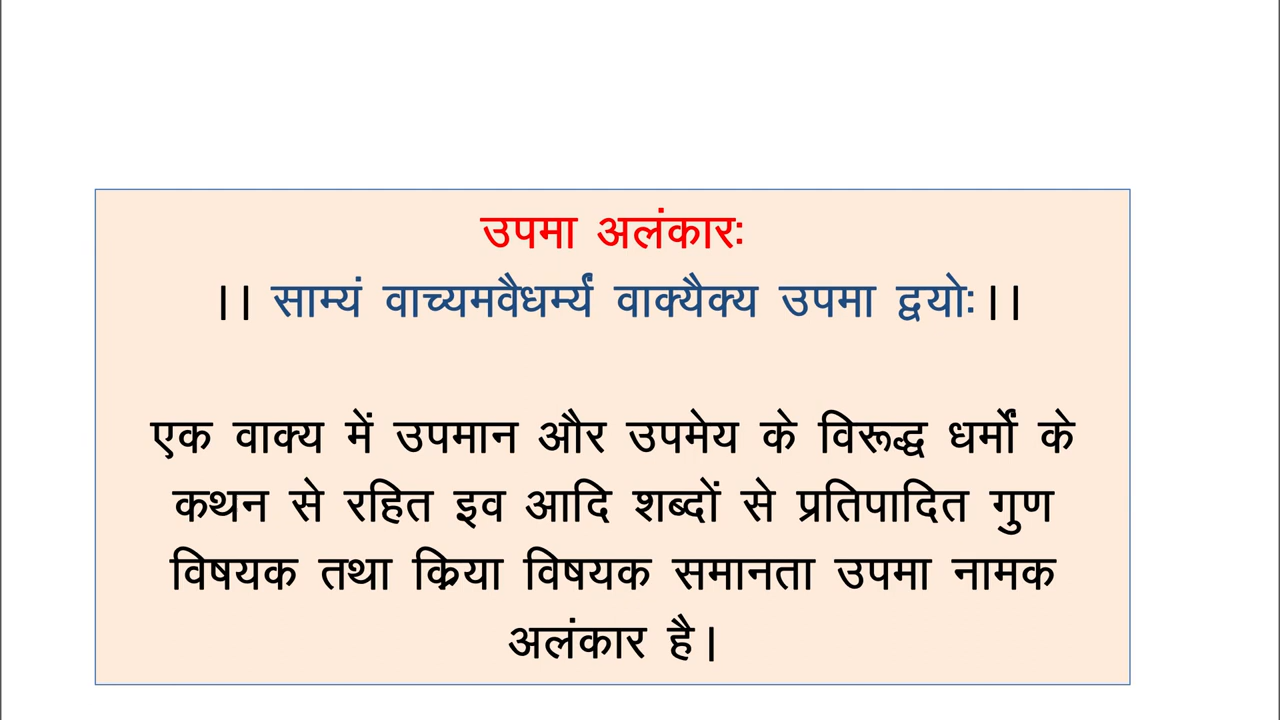 उपमा अलंकारः
।। साम्यं वाच्यमवैधर्म्यं वाक्यैक्य उपमा द्वयोः।।
एक वाक्य में उपमान और उपमेय के विरूद्ध धर्मों के
कथन से रहित इव आदि शब्दों से प्रतिपादित गुण
विषयक तथा क्रिया विषयक समानता उपमा नामक
अलंकार है।